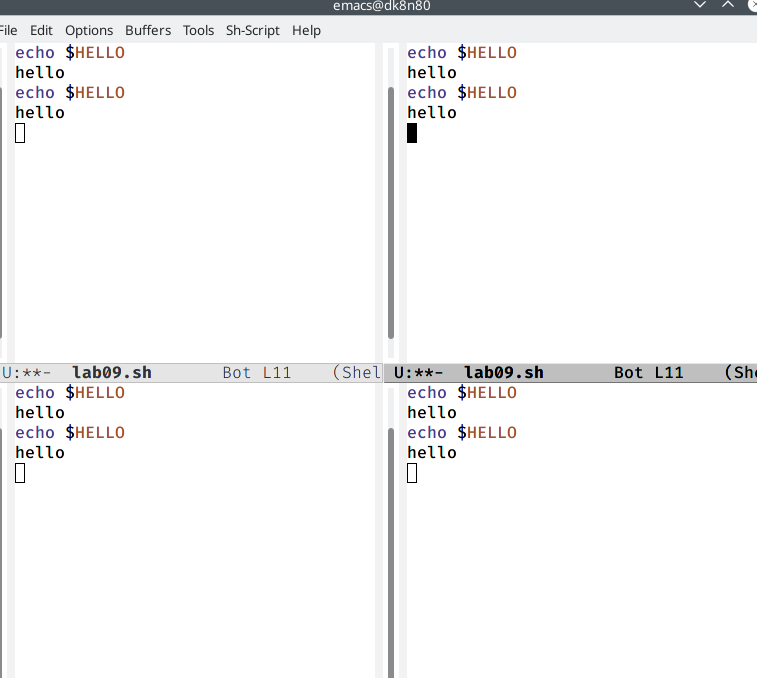 emacs@dk8n80
File Edit Options Buffers Tools Sh-Script Help
echo $HELLO
hello
echo $HELLO
hello
U:**- lab09.sh Bot L11 (Shel
echo $HELLO
hello
echo $HELLO
hello
U:**- lab09.sh Bot L11 (Sh
echo $HELLO
hello
echo $HELLO
hello
echo $HELLO
hello
echo $HELLO
hello